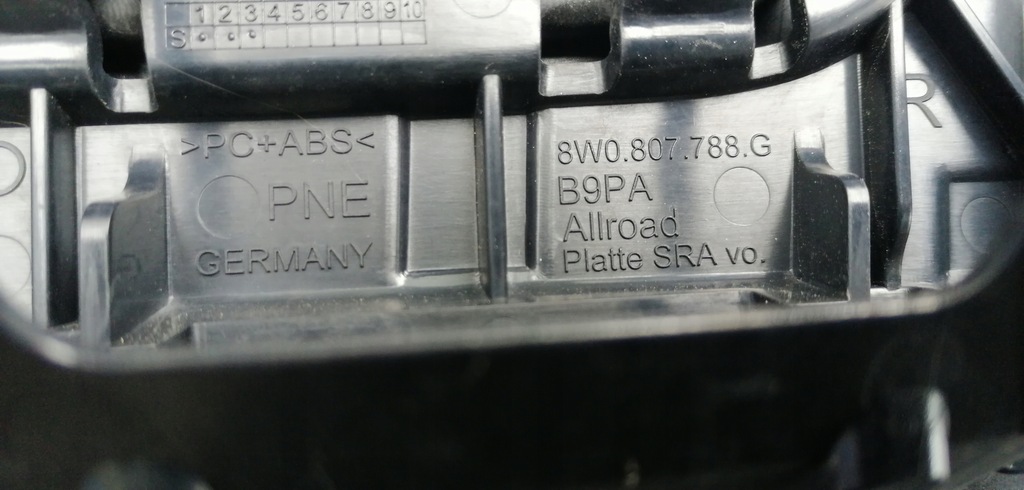 1 2 3 4 5 6 7 8 9 10
S
>PC+ABS<
PNE
GERMANY
8W0.807.788.G
B9PA
Allroad
Platte SRA vo.
R